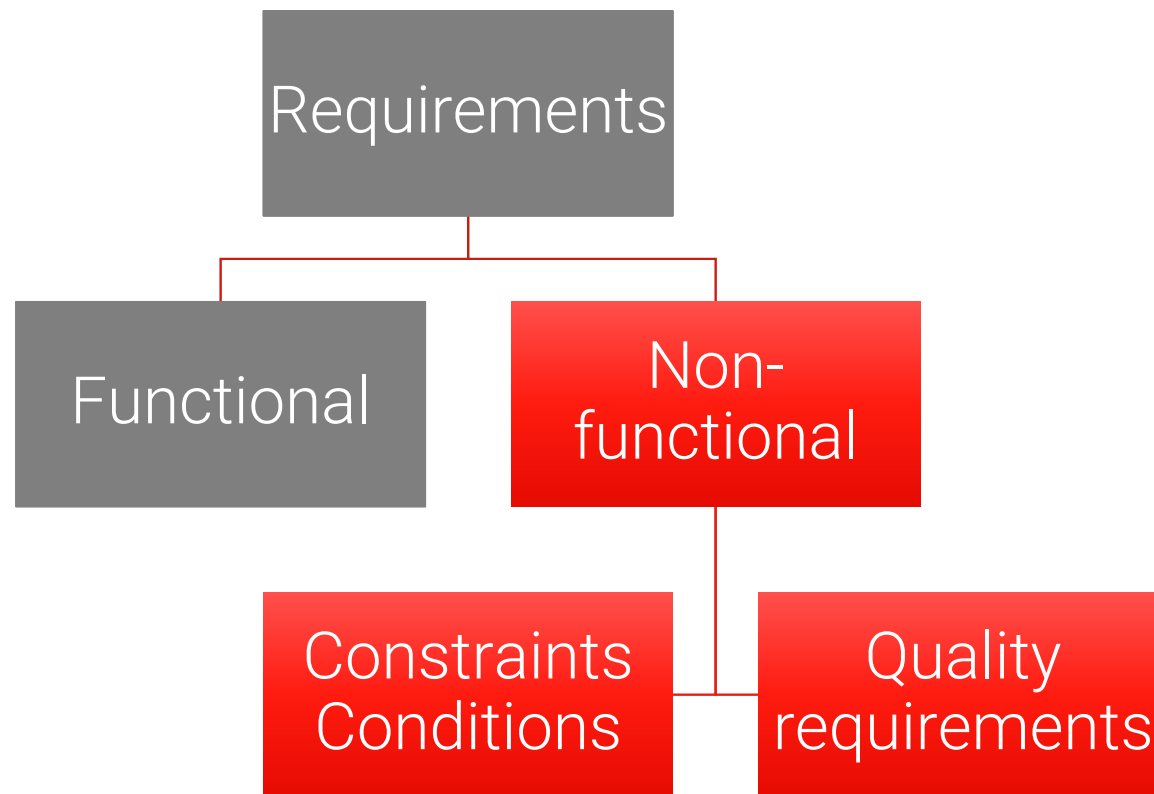 Requirements
Functional
Non-
functional
Constraints
Conditions
Quality
requirements